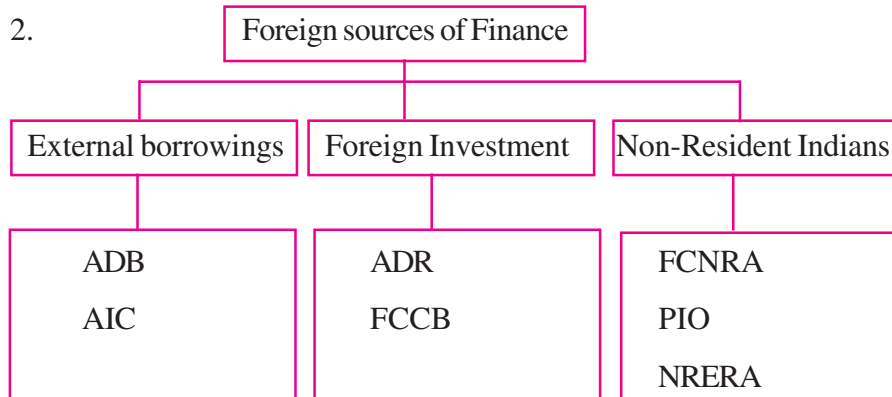 2.
Foreign sources of Finance
External borrowings
Foreign Investment
Non-Resident Indians
ADB
AIC
ADR
FCCB
FCNRA
PIO
NRERA